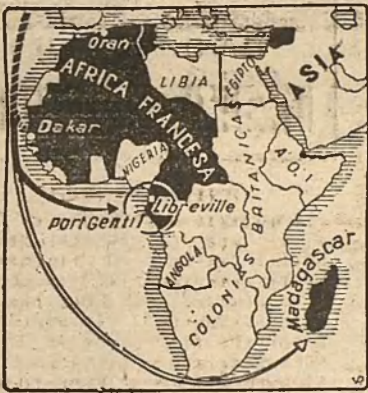 Oran
AFRICA FRANCESA
LIBIA
EGIPTO
ASIA
Dakar
NIGERIA
A.O.I
Port Gentil
Libreville
COLONIAS BRITANICAS
ANGOLA
Madagascar